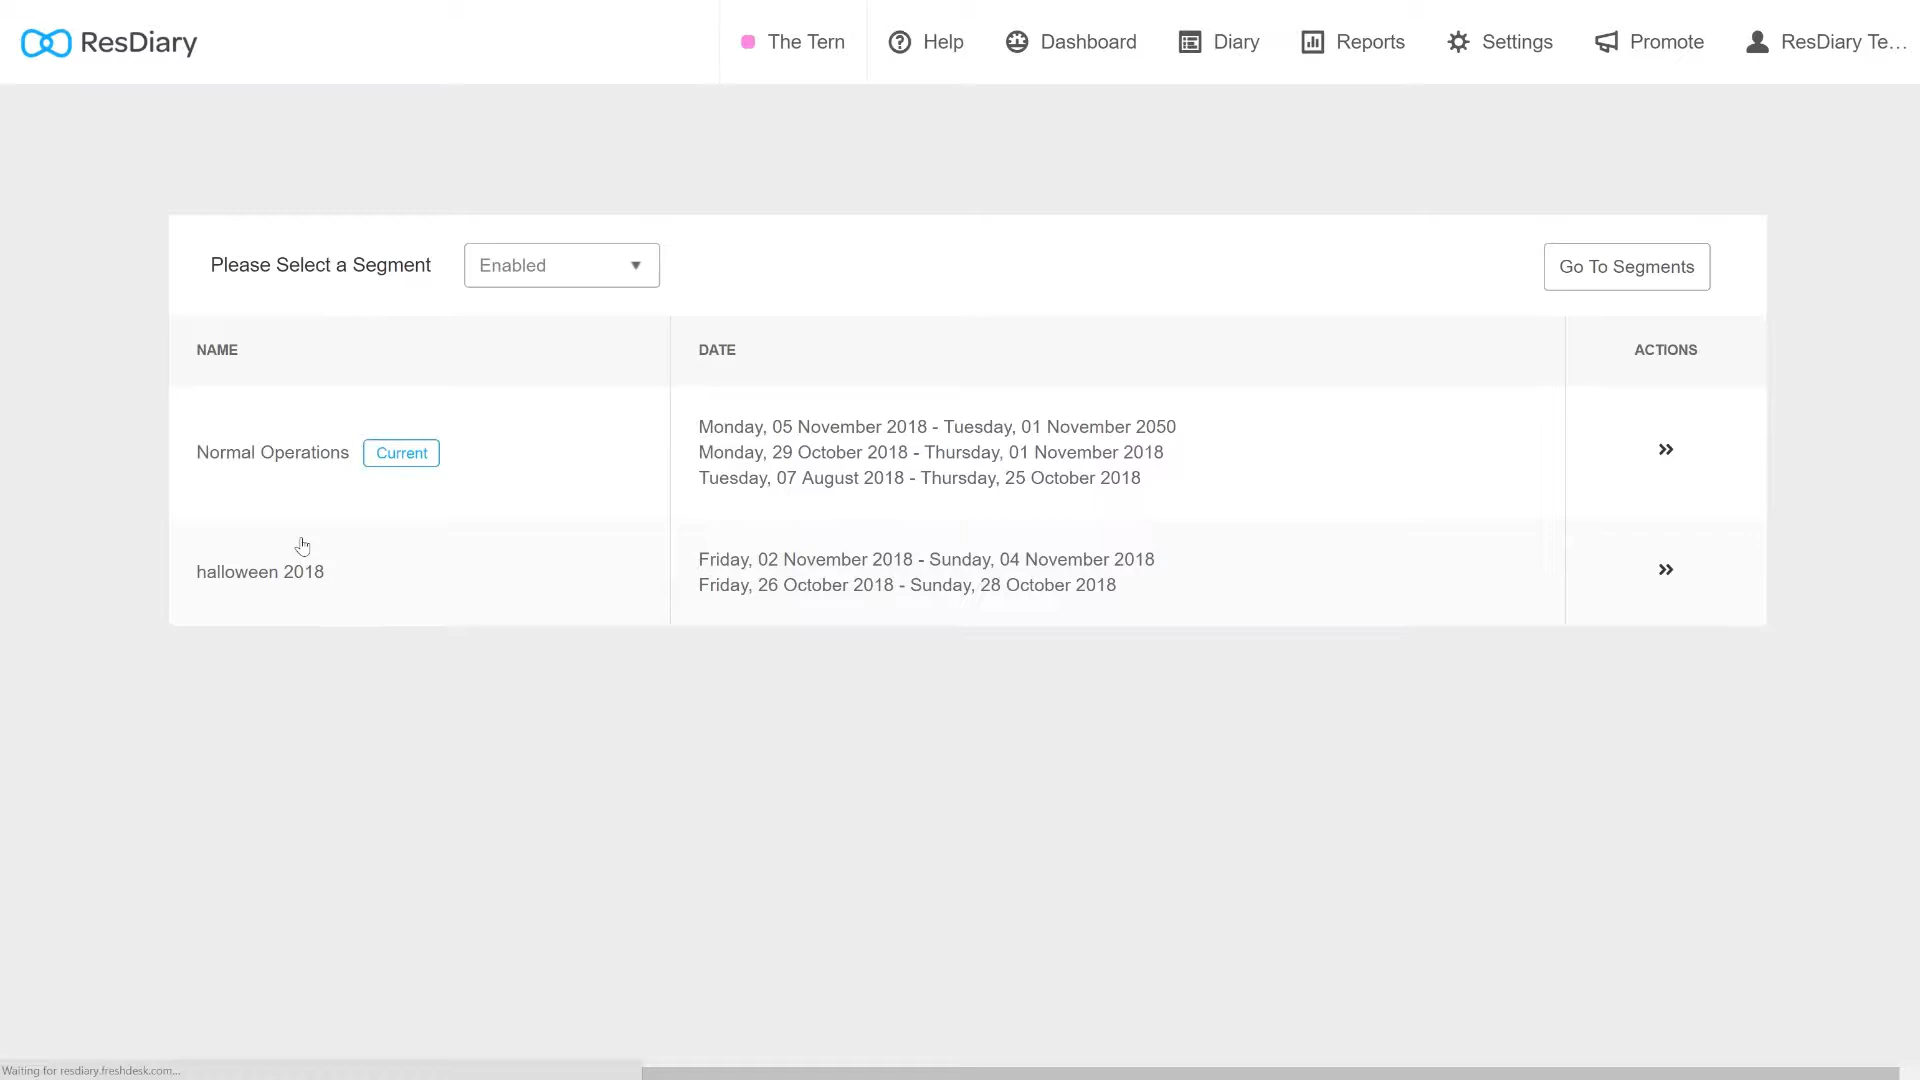 ResDiary
The Tern
Help
Dashboard
Diary
Reports
Settings
Promote
ResDiary Te...
Please Select a Segment
Enabled
Go To Segments
NAME
DATE
ACTIONS
Normal Operations
Current
Monday, 05 November 2018 - Tuesday, 01 November 2050
Monday, 29 October 2018 - Thursday, 01 November 2018
Tuesday, 07 August 2018 - Thursday, 25 October 2018
halloween 2018
Friday, 02 November 2018 - Sunday, 04 November 2018
Friday, 26 October 2018 - Sunday, 28 October 2018
Waiting for resdiary.freshdesk.com...